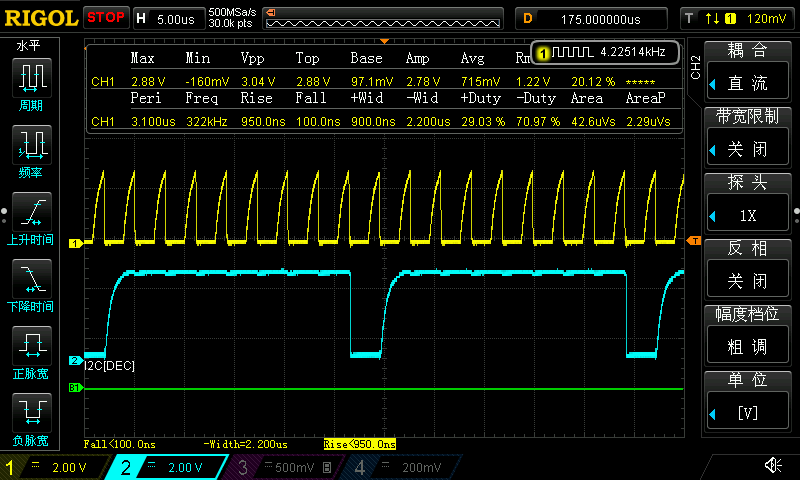 RIGOL STOP H 5.00us 500MSa/s 30.0k pts D 175.000000us T 1 120mV
水平
周期
频率
上升时间
下降时间
正脉宽
负脉宽
1 4.22514kHz
Max Min Vpp Top Base Amp Avg
CH1 2.88 V -160mV 3.04 V 2.88 V 97.1mV 2.78 V 715mV 1.22 V 20.12 % *****
Peri Freq Rise Fall +Wid -Wid +Duty -Duty Area AreaP
CH1 3.100us 322kHz 950.0ns 100.0ns 900.0ns 2.200us 29.03 % 70.97 % 42.6uVs 2.29uVs
1
T
2
I2C[DEC]
B1
Fall<100.0ns -Width=2.200us Rise<950.0ns
CH2
耦合
直流
带宽限制
关闭
探头
1X
反相
关闭
幅度档位
粗调
单位
[V]
1 2.00 V 2 2.00 V 3 500mV B 4 200mV